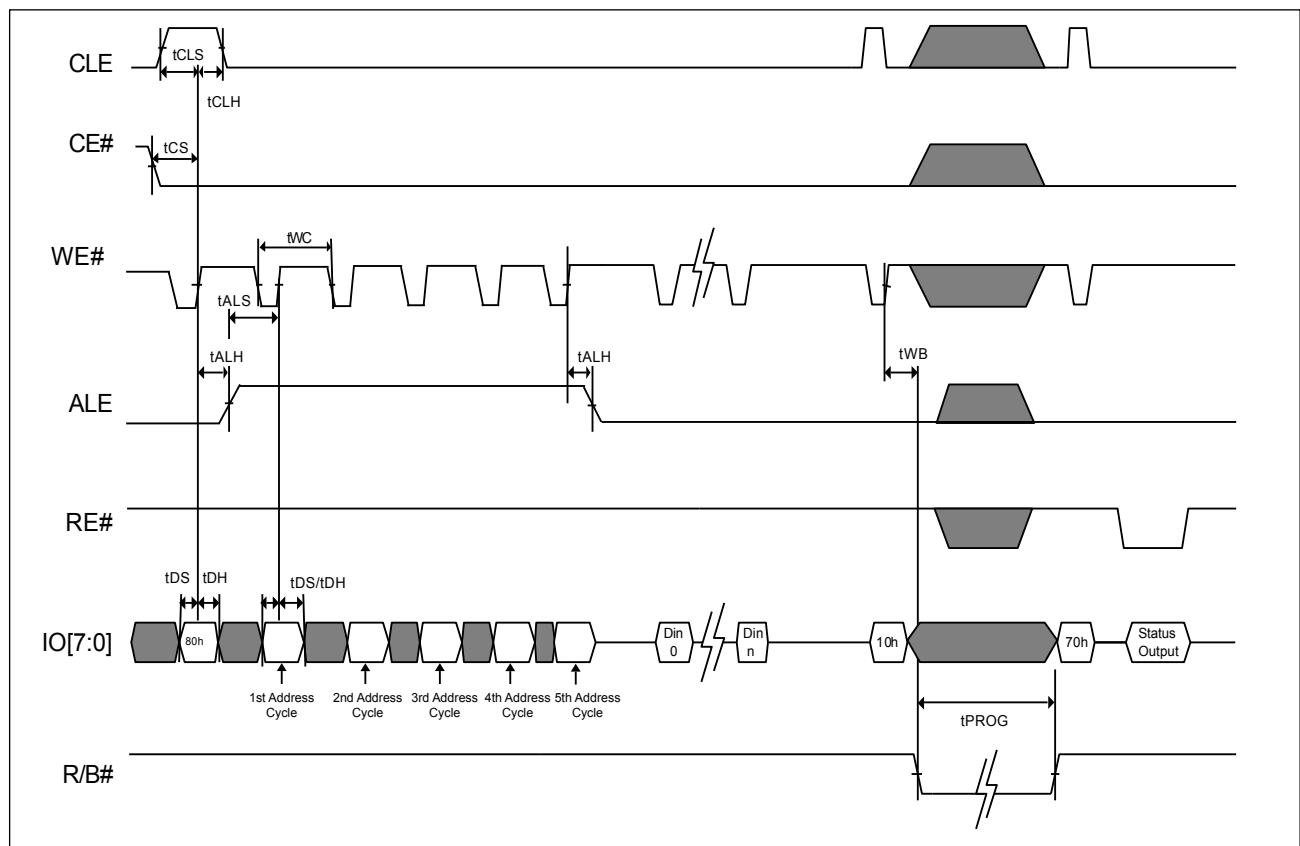 CLE
tCLS
tCLH
CE#
tCS
WE#
tWC
tALS
tALH
tALH
tWB
ALE
RE#
tDS
tDH
tDS/tDH
IO[7:0]
80h
Din
0
Din
n
10h
70h
Status
Output
1st Address
Cycle
2nd Address
Cycle
3rd Address
Cycle
4th Address
Cycle
5th Address
Cycle
tPROG
R/B#